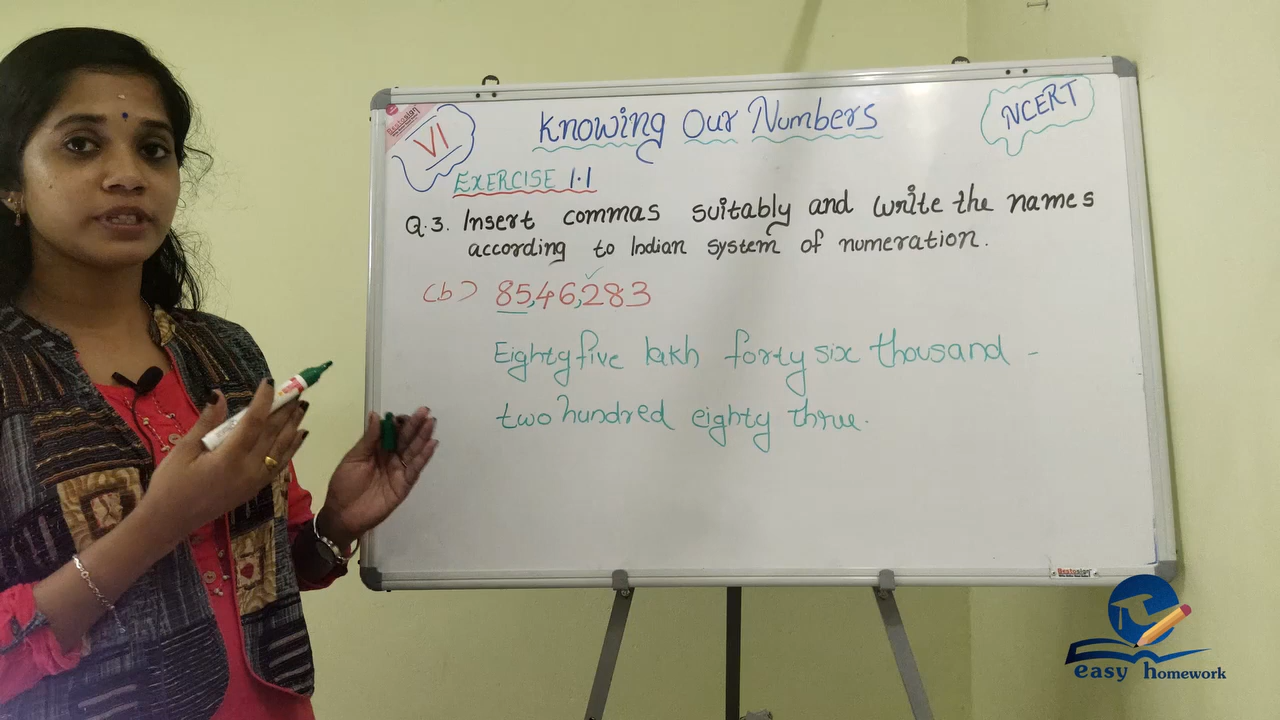 VI
Knowing Our Numbers
NCERT
EXERCISE 1.1
Q.3. Insert commas suitably and write the names
according to Indian system of numeration.
(b) 85,46,283
Eighty five lakh forty six thousand -
two hundred eighty three.
easy homework